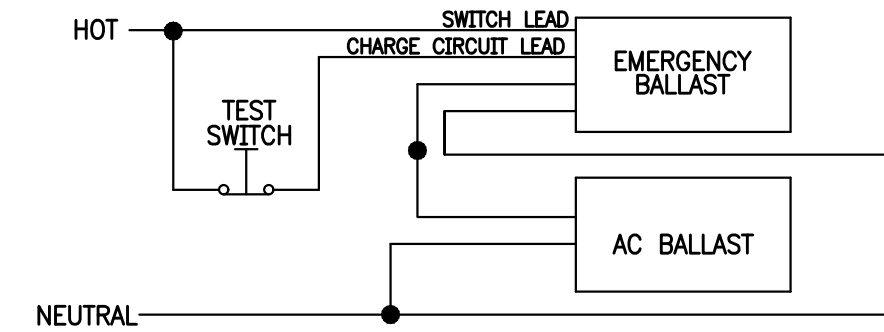 HOT
SWITCH LEAD
CHARGE CIRCUIT LEAD
EMERGENCY
BALLAST
TEST
SWITCH
AC BALLAST
NEUTRAL